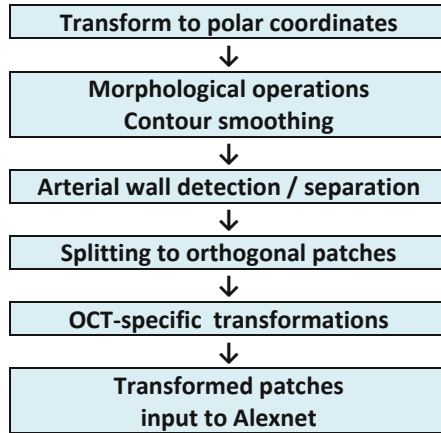 Transform to polar coordinates
↓
Morphological operations
Contour smoothing
↓
Arterial wall detection / separation
↓
Splitting to orthogonal patches
↓
OCT-specific transformations
↓
Transformed patches
input to Alexnet